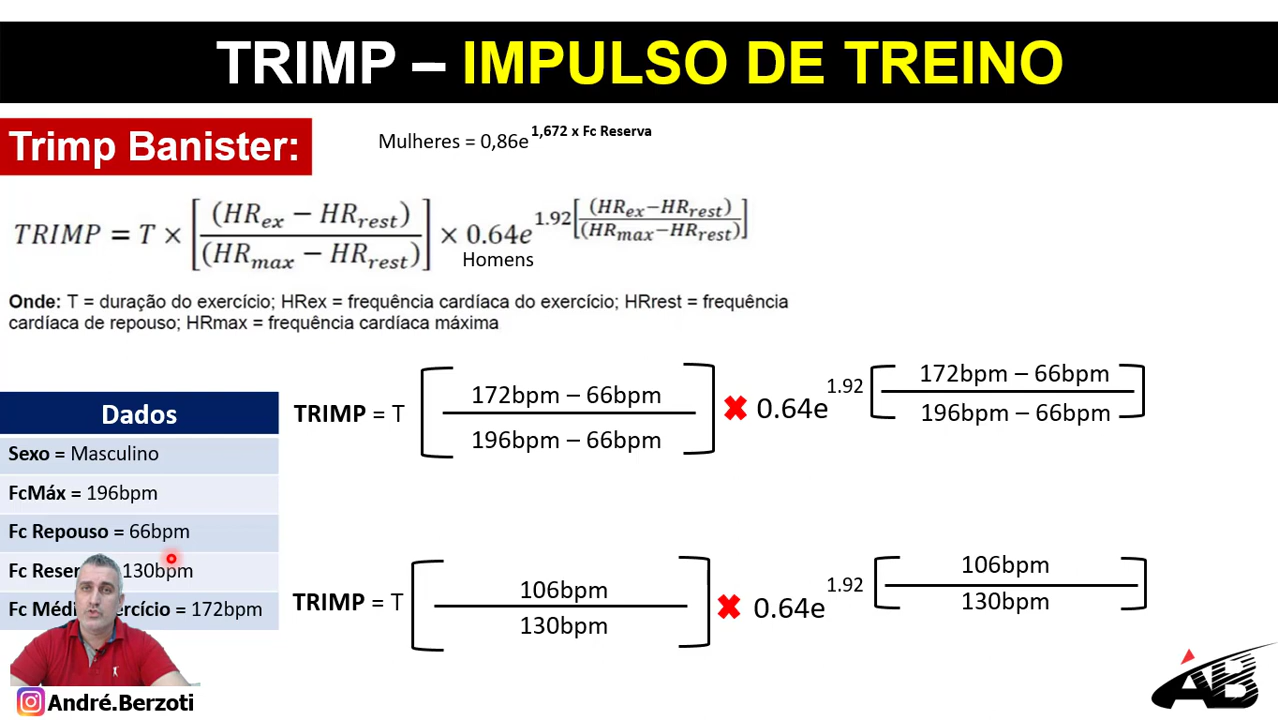 TRIMP – IMPULSO DE TREINO
Trimp Banister:
Mulheres = 0,86e^1,672 x Fc Reserva
TRIMP = T × [(HRex − HRrest) / (HRmax − HRrest)] × 0.64e^1.92[(HRex−HRrest) / (HRmax−HRrest)]
Homens
Onde: T = duração do exercício; HRex = frequência cardíaca do exercício; HRrest = frequência
cardíaca de repouso; HRmax = frequência cardíaca máxima
Dados
Sexo = Masculino
FcMáx = 196bpm
Fc Repouso = 66bpm
Fc Reser 130bpm
Fc Médi ercício = 172bpm
TRIMP = T [172bpm – 66bpm / 196bpm – 66bpm] ✖ 0.64e^1.92 [172bpm – 66bpm / 196bpm – 66bpm]
TRIMP = T [106bpm / 130bpm] ✖ 0.64e^1.92 [106bpm / 130bpm]
André.Berzoti
AB